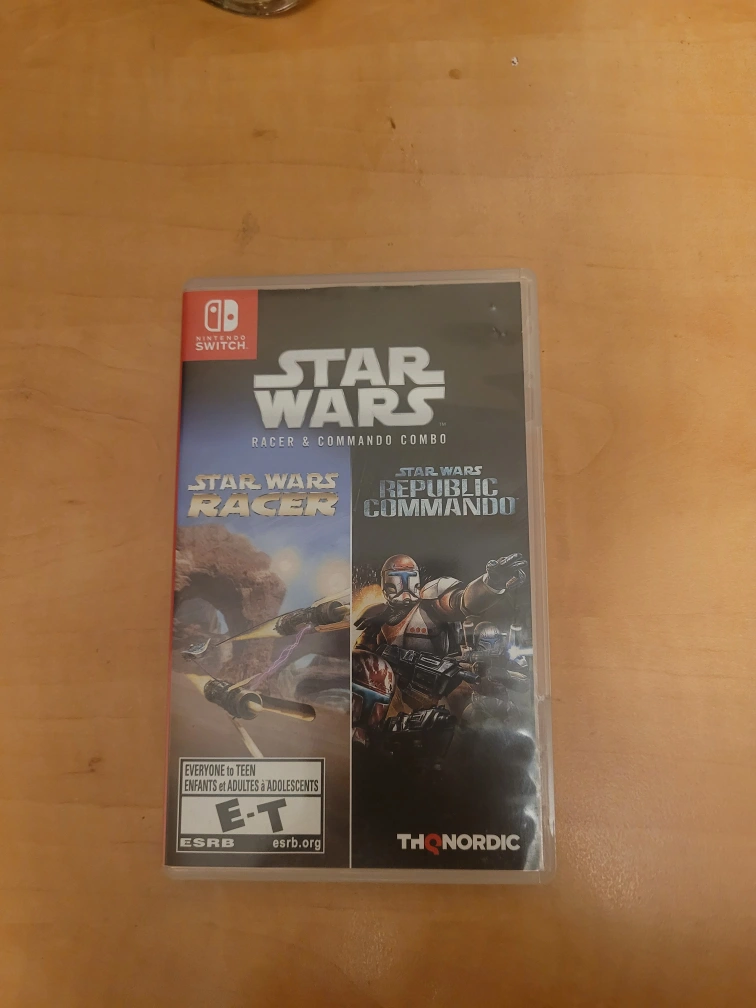 NINTENDO
SWITCH
STAR
WARS
RACER & COMMANDO COMBO
STAR WARS
RACER
STAR WARS
REPUBLIC
COMMANDO
EVERYONE to TEEN
ENFANTS et ADULTES à ADOLESCENTS
E-T
ESRB esrb.org
THQNORDIC